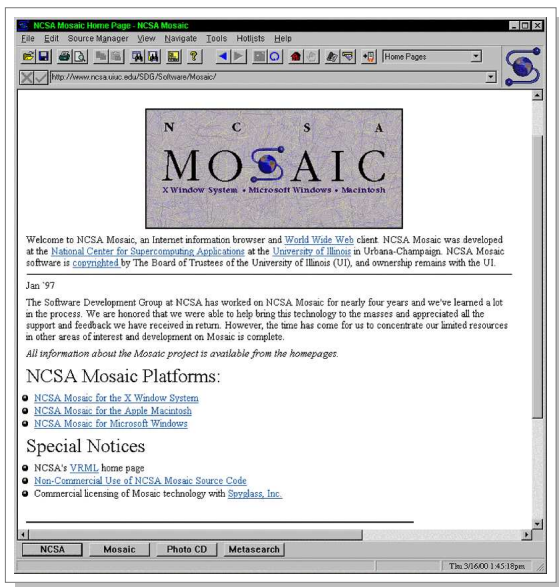 NCSA Mosaic Home Page - NCSA Mosaic
File Edit Source Manager View Navigate Tools Hotlists Help
Home Pages
http://www.ncsa.uiuc.edu/SDG/Software/Mosaic/
N C S A
MOSAIC
X Window System • Microsoft Windows • Macintosh
Welcome to NCSA Mosaic, an Internet information browser and World Wide Web client. NCSA Mosaic was developed
at the National Center for Supercomputing Applications at the University of Illinois in Urbana-Champaign. NCSA Mosaic
software is copyrighted by The Board of Trustees of the University of Illinois (UI), and ownership remains with the UI.
Jan '97
The Software Development Group at NCSA has worked on NCSA Mosaic for nearly four years and we've learned a lot
in the process. We are honored that we were able to help bring this technology to the masses and appreciated all the
support and feedback we have received in return. However, the time has come for us to concentrate our limited resources
in other areas of interest and development on Mosaic is complete.
All information about the Mosaic project is available from the homepages.
NCSA Mosaic Platforms:
NCSA Mosaic for the X Window System
NCSA Mosaic for the Apple Macintosh
NCSA Mosaic for Microsoft Windows
Special Notices
NCSA's VRML home page
Non-Commercial Use of NCSA Mosaic Source Code
Commercial licensing of Mosaic technology with Spyglass, Inc.
NCSA Mosaic Photo CD Metasearch
Thu 3/16/00 1:45:18pm